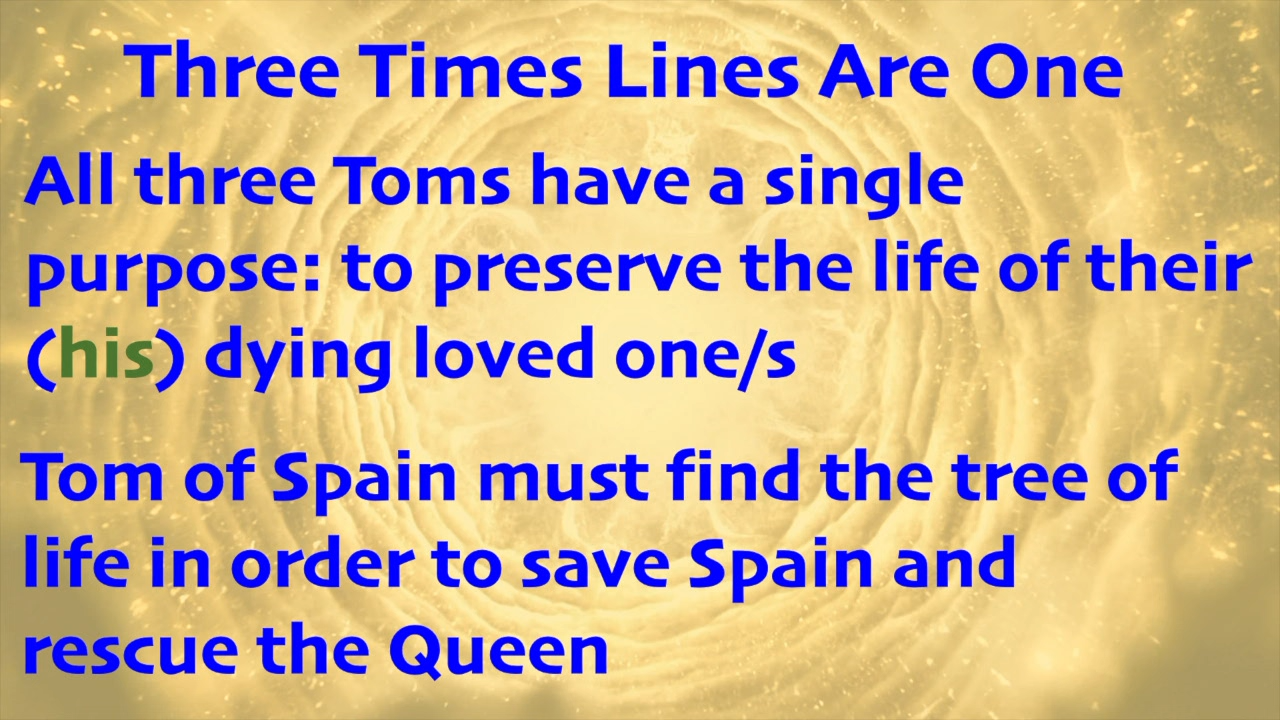 Three Times Lines Are One
All three Toms have a single
purpose: to preserve the life of their
(his) dying loved one/s
Tom of Spain must find the tree of
life in order to save Spain and
rescue the Queen